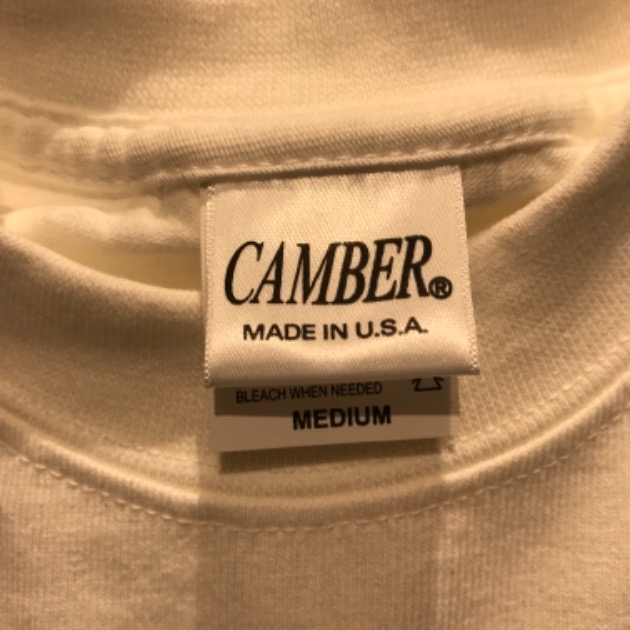 CAMBER®
MADE IN U.S.A.
BLEACH WHEN NEEDED
MEDIUM